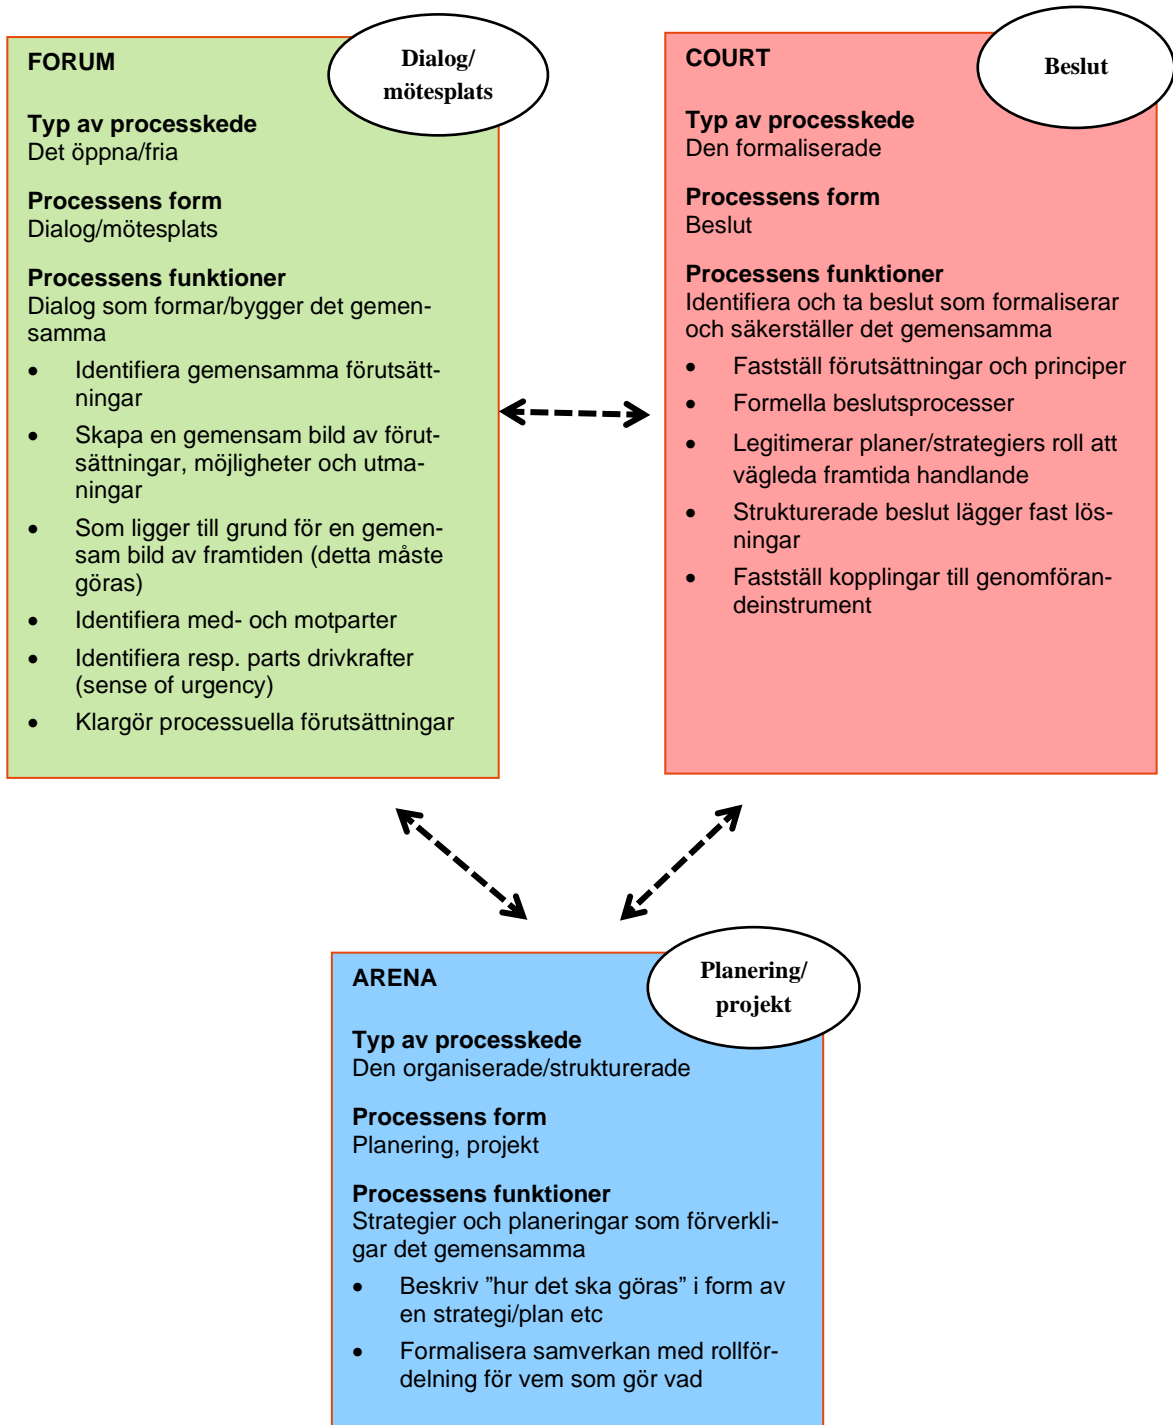 FORUM
Dialog/
mötesplats
Typ av processkede
Det öppna/fria
Processens form
Dialog/mötesplats
Processens funktioner
Dialog som formar/bygger det gemen-
samma
• Identifiera gemensamma förutsätt-
ningar
• Skapa en gemensam bild av förut-
sättningar, möjligheter och utma-
ningar
• Som ligger till grund för en gemen-
sam bild av framtiden (detta måste
göras)
• Identifiera med- och motparter
• Identifiera resp. parts drivkrafter
(sense of urgency)
• Klargör processuella förutsättningar
COURT
Beslut
Typ av processkede
Den formaliserade
Processens form
Beslut
Processens funktioner
Identifiera och ta beslut som formaliserar
och säkerställer det gemensamma
• Fastställ förutsättningar och principer
• Formella beslutsprocesser
• Legitimerar planer/strategiers roll att
vägleda framtida handlande
• Strukturerade beslut lägger fast lös-
ningar
• Fastställ kopplingar till genomföran-
deinstrument
ARENA
Planering/
projekt
Typ av processkede
Den organiserade/strukturerade
Processens form
Planering, projekt
Processens funktioner
Strategier och planeringar som förverkli-
gar det gemensamma
• Beskriv ”hur det ska göras” i form av
en strategi/plan etc
• Formalisera samverkan med rollför-
delning för vem som gör vad